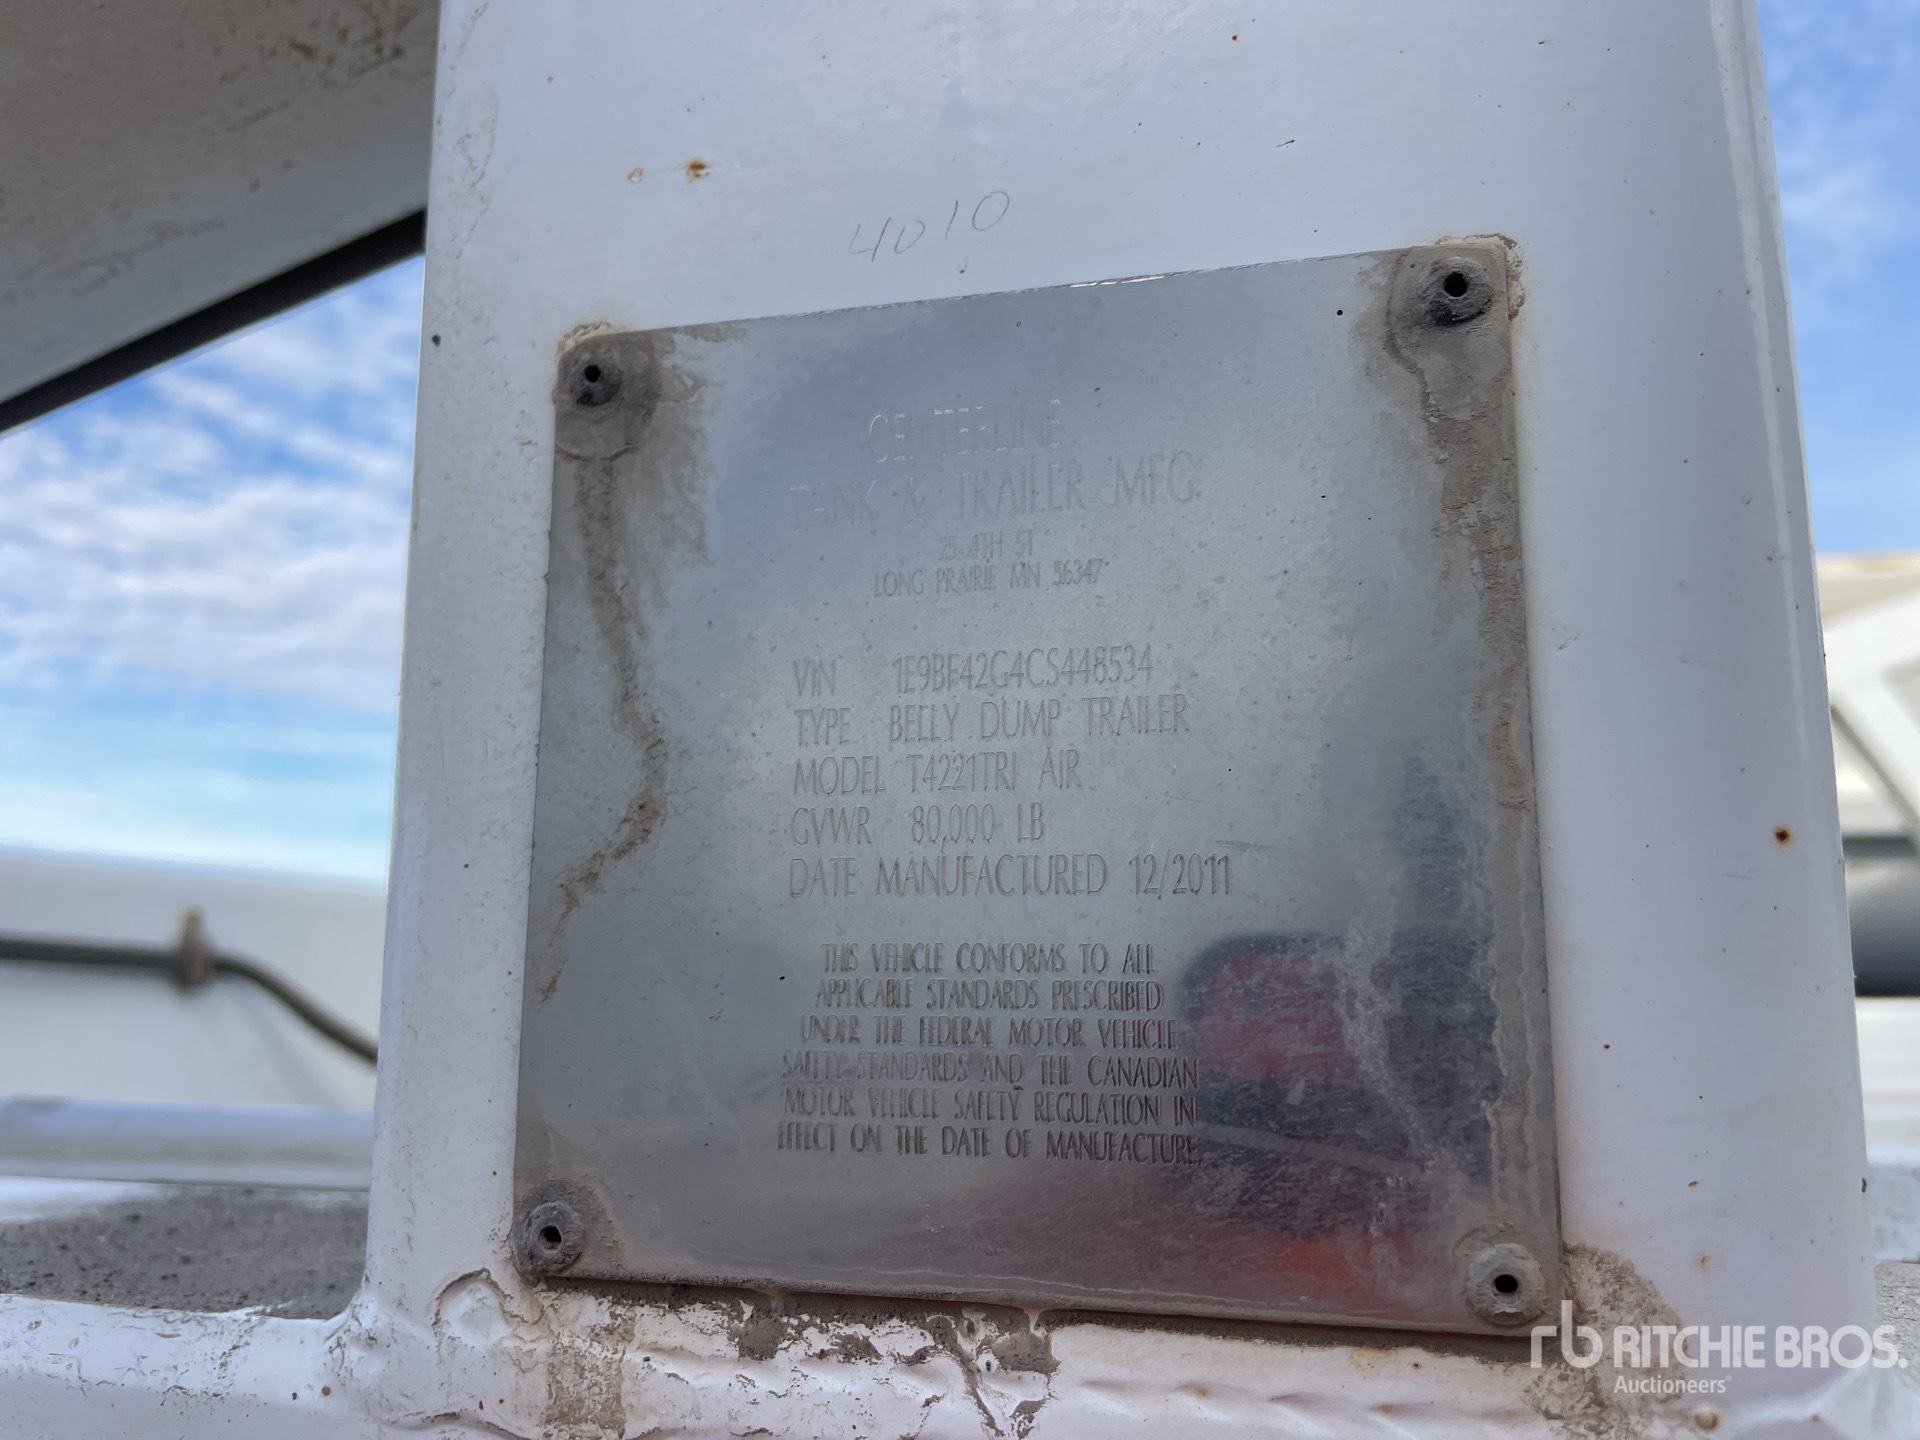 4010
CENTERLINE
TANK & TRAILER MFG.
25 4TH ST
LONG PRAIRIE MN 56347
VIN 1E9BF42G4CS448534
TYPE BELLY DUMP TRAILER
MODEL T4221TRI AIR
GVWR 80,000 LB
DATE MANUFACTURED 12/2011
THIS VEHICLE CONFORMS TO ALL
APPLICABLE STANDARDS PRESCRIBED
UNDER THE FEDERAL MOTOR VEHICLE
SAFETY STANDARDS AND THE CANADIAN
MOTOR VEHICLE SAFETY REGULATION IN
EFFECT ON THE DATE OF MANUFACTURE.
rb RITCHIE BROS.
Auctioneers